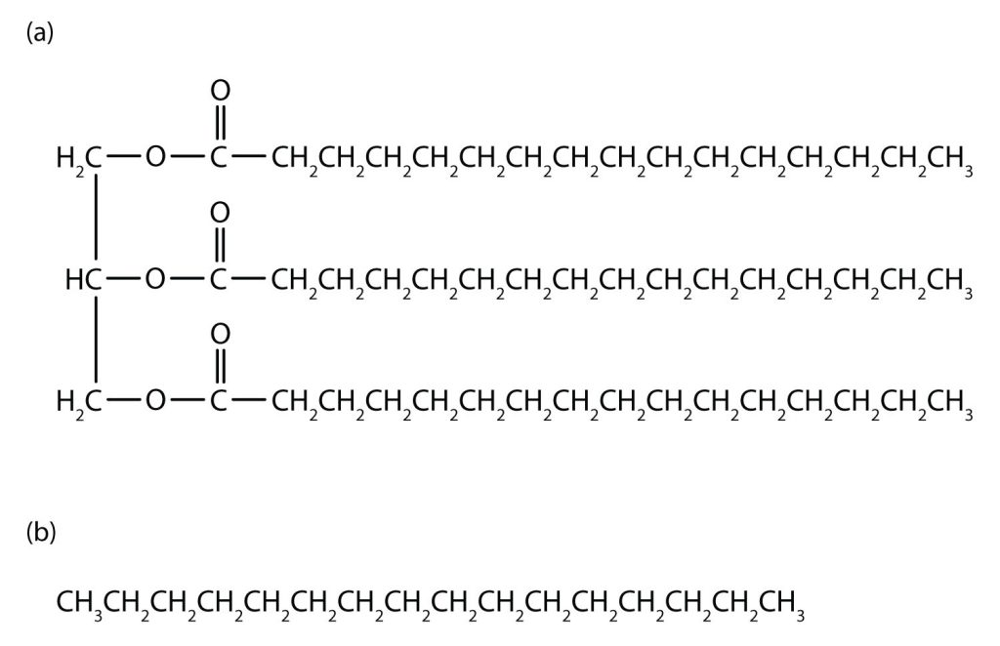 (a)
O
H₂C—O—C—CH₂CH₂CH₂CH₂CH₂CH₂CH₂CH₂CH₂CH₂CH₂CH₂CH₂CH₂CH₃
O
HC—O—C—CH₂CH₂CH₂CH₂CH₂CH₂CH₂CH₂CH₂CH₂CH₂CH₂CH₂CH₂CH₃
O
H₂C—O—C—CH₂CH₂CH₂CH₂CH₂CH₂CH₂CH₂CH₂CH₂CH₂CH₂CH₂CH₂CH₃
(b)
CH₃CH₂CH₂CH₂CH₂CH₂CH₂CH₂CH₂CH₂CH₂CH₂CH₂CH₂CH₂CH₃